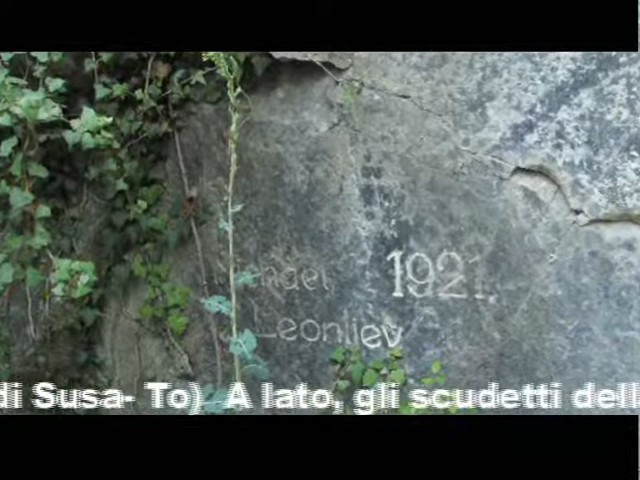 1921.
Leontiev
di Susa- To) A lato, gli scudetti dell